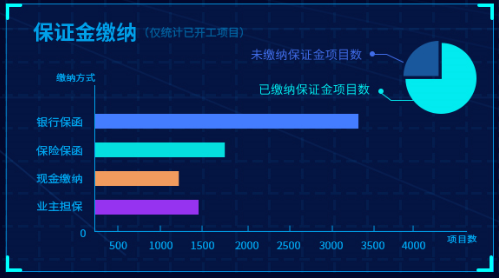 保证金缴纳（仅统计已开工项目）
未缴纳保证金项目数
已缴纳保证金项目数
缴纳方式
银行保函
保险保函
现金缴纳
业主担保
0
500 1000 1500 2000 2500 3000 3500 4000
项目数